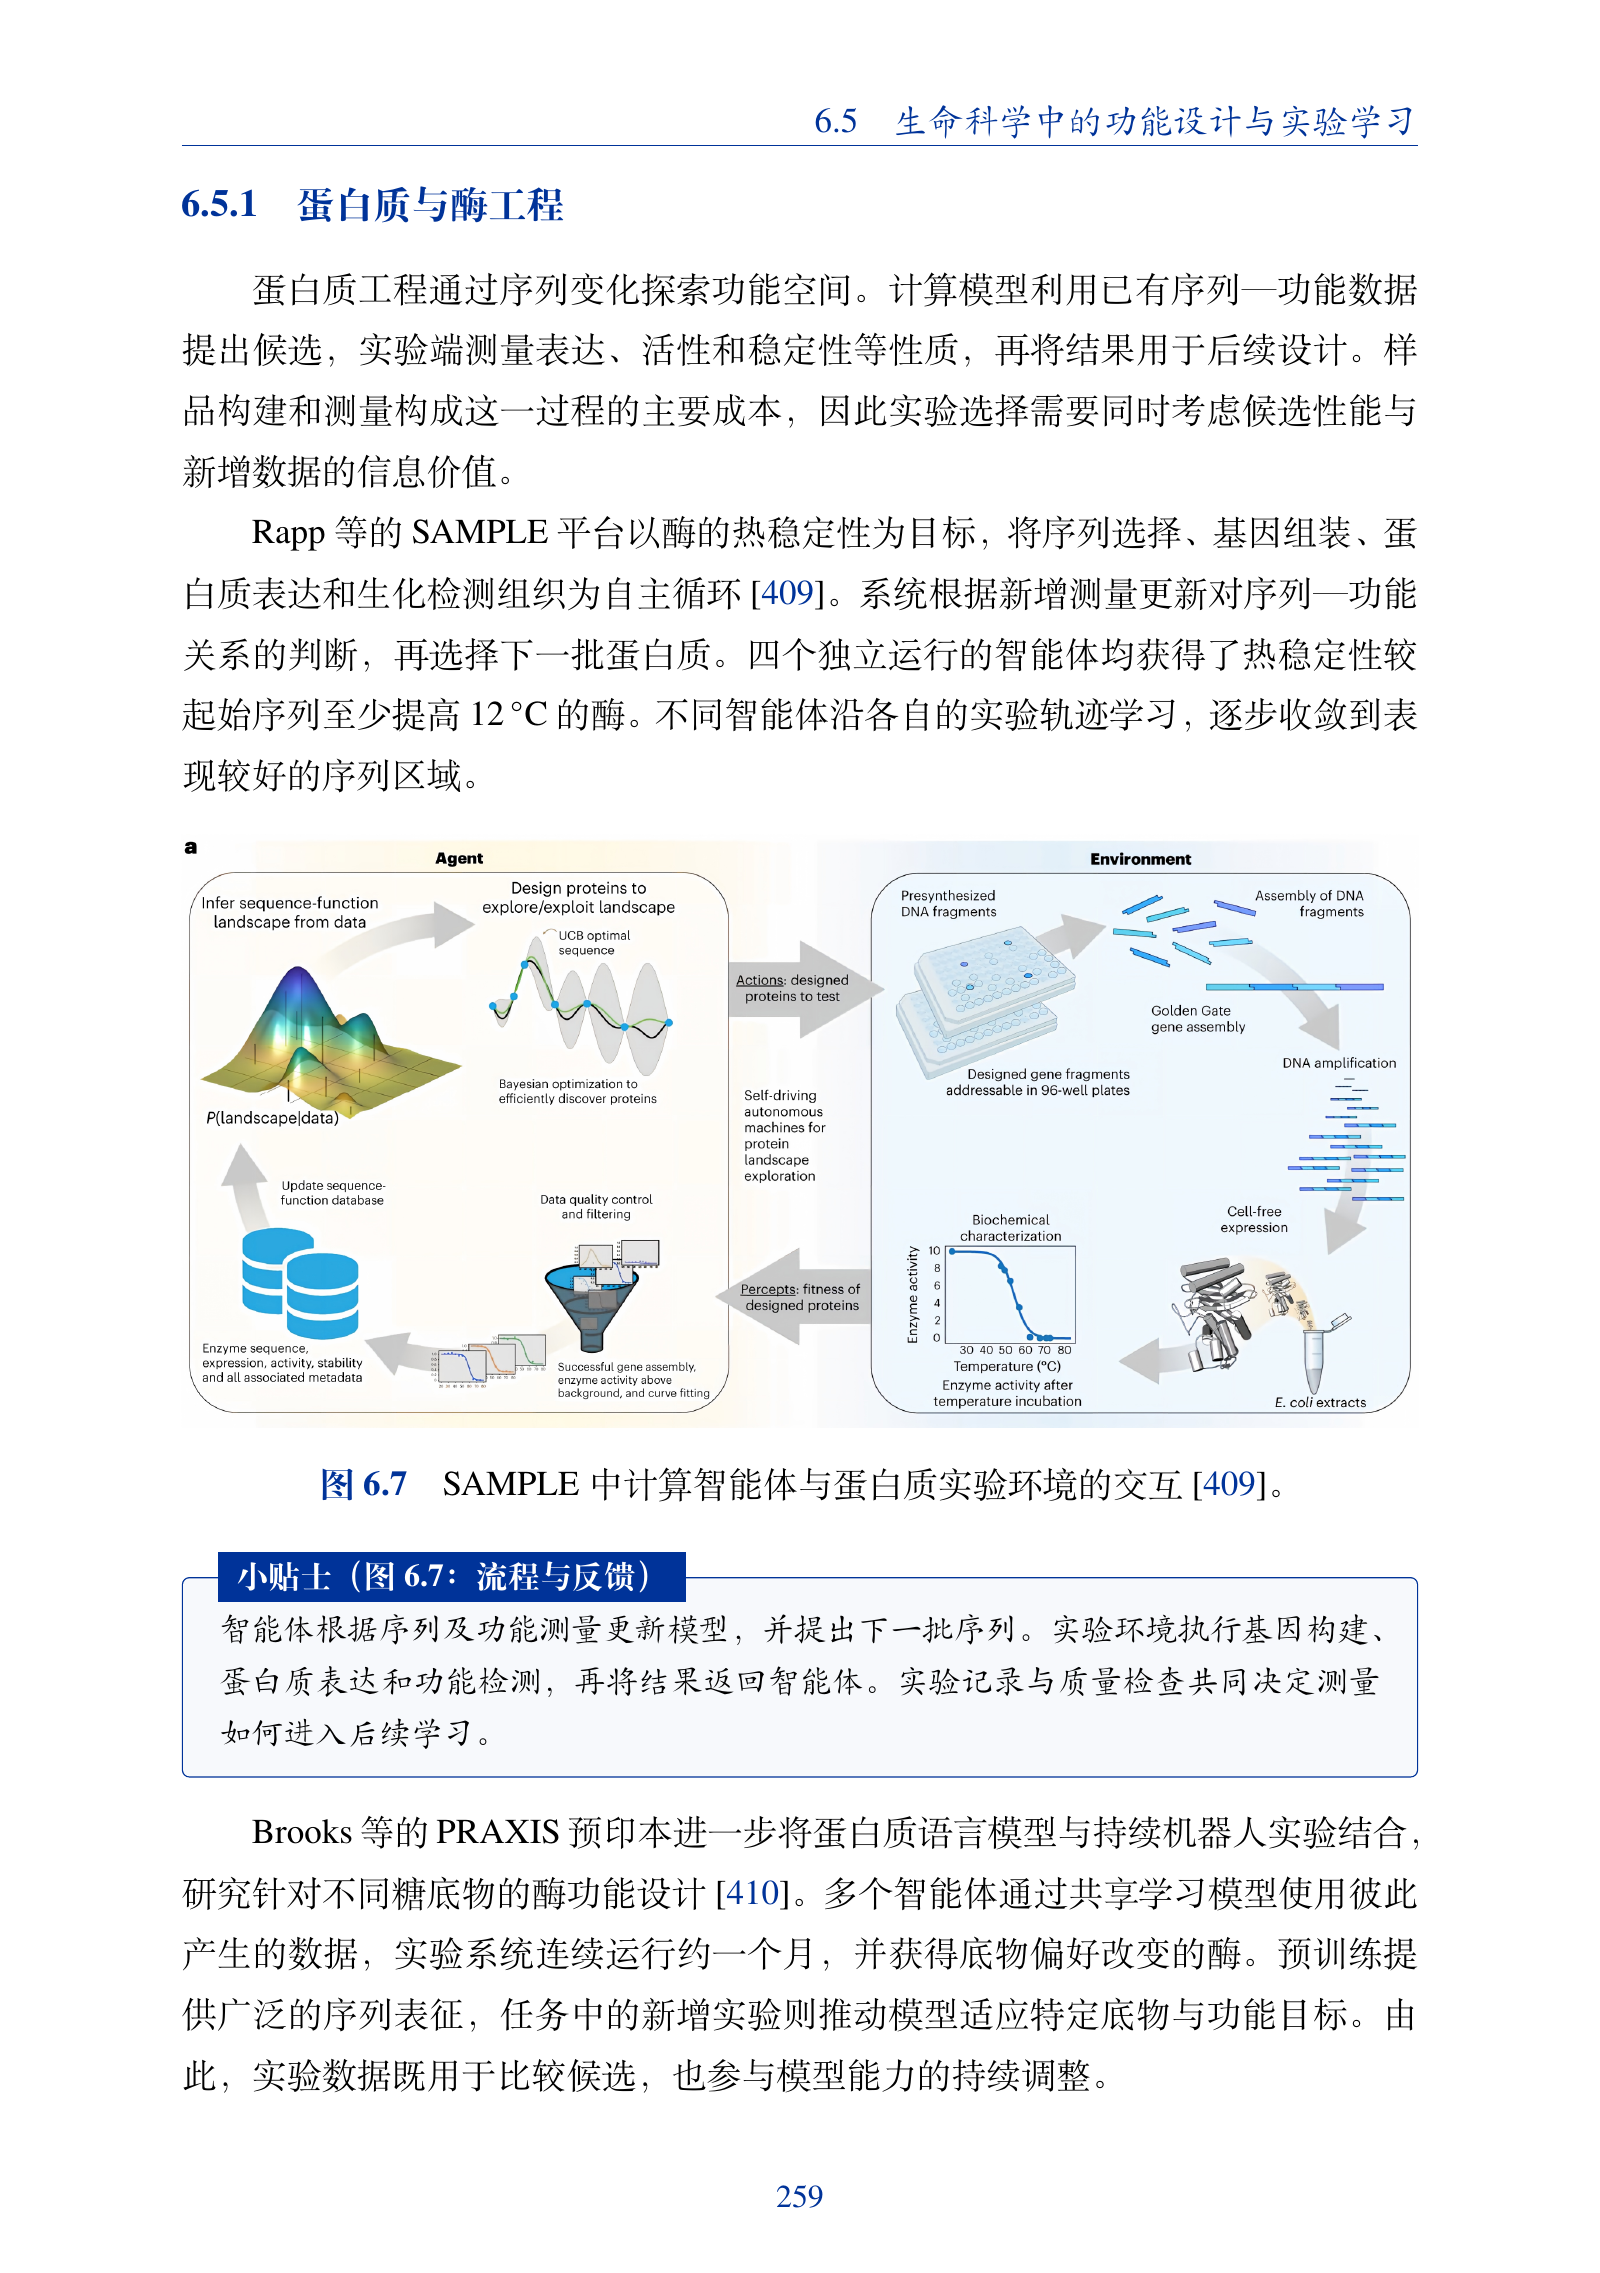 6.5 生命科学中的功能设计与实验学习
6.5.1 蛋白质与酶工程
蛋白质工程通过序列变化探索功能空间。计算模型利用已有序列—功能数据
提出候选，实验端测量表达、活性和稳定性等性质，再将结果用于后续设计。样
品构建和测量构成这一过程的主要成本，因此实验选择需要同时考虑候选性能与
新增数据的信息价值。
Rapp 等的 SAMPLE 平台以酶的热稳定性为目标，将序列选择、基因组装、蛋
白质表达和生化检测组织为自主循环 [409]。系统根据新增测量更新对序列—功能
关系的判断，再选择下一批蛋白质。四个独立运行的智能体均获得了热稳定性较
起始序列至少提高 12 °C 的酶。不同智能体沿各自的实验轨迹学习，逐步收敛到表
现较好的序列区域。
a
Agent
Infer sequence-function
landscape from data
Design proteins to
explore/exploit landscape
UCB optimal
sequence
P(landscape|data)
Bayesian optimization to
efficiently discover proteins
Update sequence-
function database
Data quality control
and filtering
Enzyme sequence,
expression, activity, stability
and all associated metadata
Successful gene assembly,
enzyme activity above
background, and curve fitting
Actions: designed
proteins to test
Self-driving
autonomous
machines for
protein
landscape
exploration
Percepts: fitness of
designed proteins
Environment
Presynthesized
DNA fragments
Assembly of DNA
fragments
Golden Gate
gene assembly
Designed gene fragments
addressable in 96-well plates
DNA amplification
Cell-free
expression
Biochemical
characterization
Enzyme activity
10
8
6
4
2
0
30 40 50 60 70 80
Temperature (°C)
Enzyme activity after
temperature incubation
E. coli extracts
图 6.7 SAMPLE 中计算智能体与蛋白质实验环境的交互 [409]。
小贴士（图 6.7：流程与反馈）
智能体根据序列及功能测量更新模型，并提出下一批序列。实验环境执行基因构建、
蛋白质表达和功能检测，再将结果返回智能体。实验记录与质量检查共同决定测量
如何进入后续学习。
Brooks 等的 PRAXIS 预印本进一步将蛋白质语言模型与持续机器人实验结合，
研究针对不同糖底物的酶功能设计 [410]。多个智能体通过共享学习模型使用彼此
产生的数据，实验系统连续运行约一个月，并获得底物偏好改变的酶。预训练提
供广泛的序列表征，任务中的新增实验则推动模型适应特定底物与功能目标。由
此，实验数据既用于比较候选，也参与模型能力的持续调整。
259